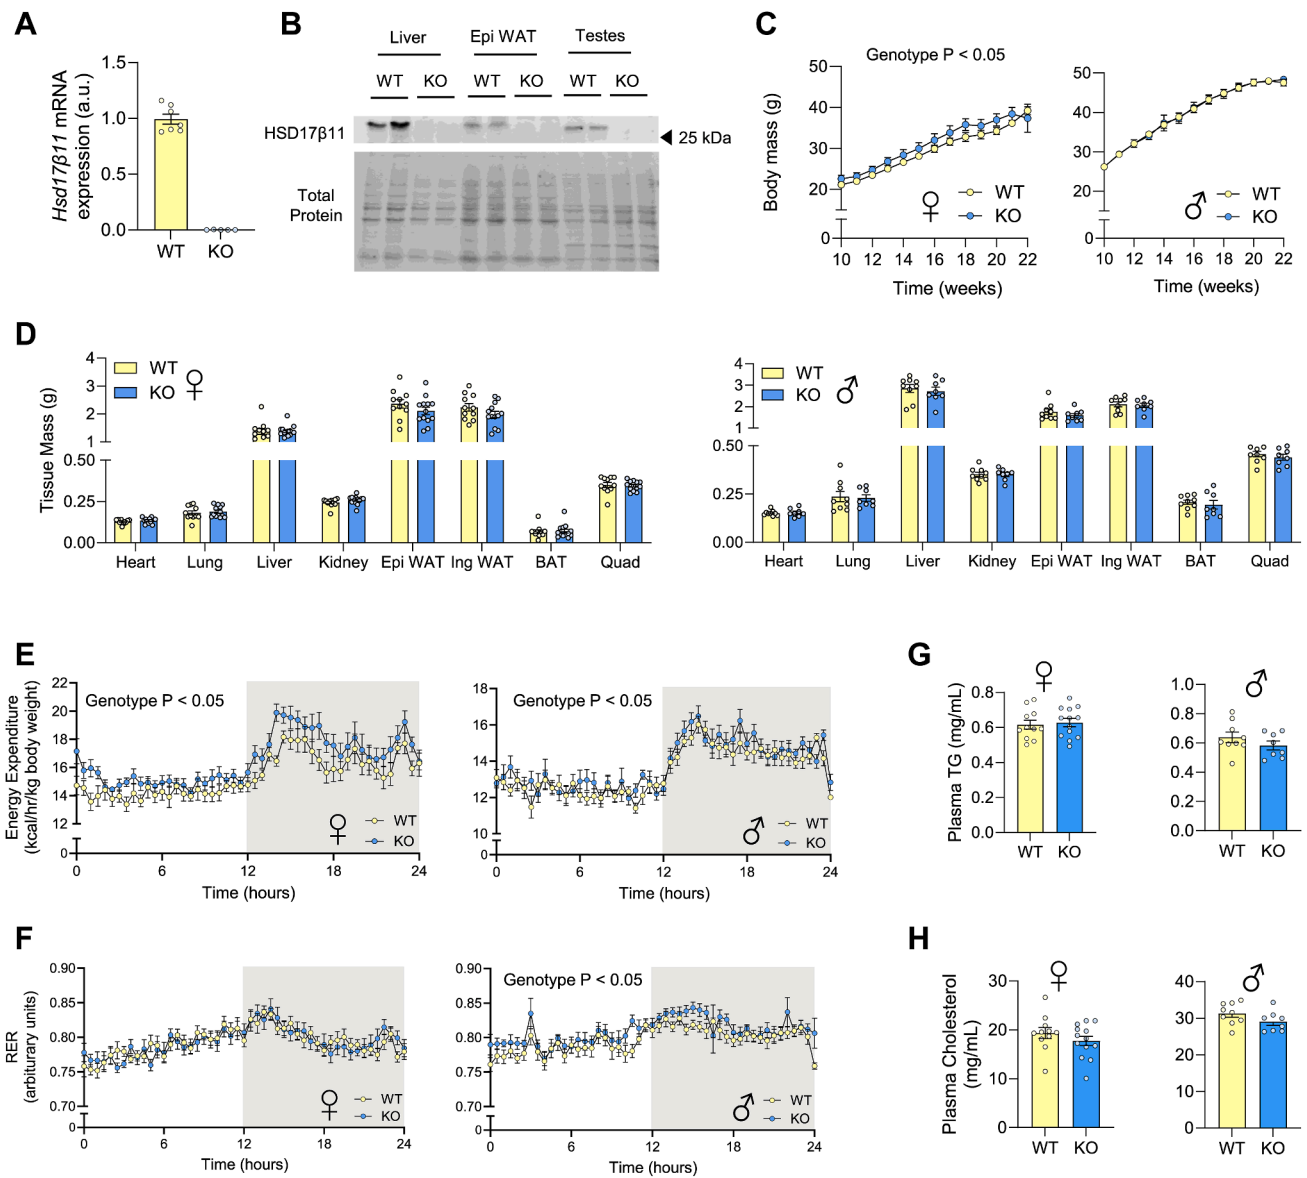 A
Hsd17β11 mRNA
expression (a.u.)
1.5
1.0
0.5
0.0
WT
KO
B
Liver
Epi WAT
Testes
WT
KO
WT
KO
WT
KO
HSD17β11
25 kDa
Total
Protein
C
Genotype P < 0.05
Body mass (g)
50
40
30
20
0
10 12 14 16 18 20 22
Time (weeks)
♀
WT
KO
50
40
30
20
0
10 12 14 16 18 20 22
Time (weeks)
♂
WT
KO
D
Tissue Mass (g)
4
3
2
1
0.50
0.25
0.00
WT
KO
♀
Heart Lung Liver Kidney Epi WAT Ing WAT BAT Quad
4
3
2
1
0.50
0.25
0.00
WT
KO
♂
Heart Lung Liver Kidney Epi WAT Ing WAT BAT Quad
E
Energy Expenditure
(kcal/hr/kg body weight)
Genotype P < 0.05
22
20
18
16
14
12
0
0 6 12 18 24
Time (hours)
♀
WT
KO
Genotype P < 0.05
18
16
14
12
10
0
0 6 12 18 24
Time (hours)
♂
WT
KO
F
RER
(arbiturary units)
0.90
0.85
0.80
0.75
0.70
0
0 6 12 18 24
Time (hours)
♀
WT
KO
Genotype P < 0.05
0.90
0.85
0.80
0.75
0.70
0
0 6 12 18 24
Time (hours)
♂
WT
KO
G
Plasma TG (mg/mL)
♀
0.8
0.6
0.4
0.2
0.0
WT KO
♂
1.0
0.8
0.6
0.4
0.2
0.0
WT KO
H
Plasma Cholesterol
(mg/mL)
♀
30
20
10
0
WT KO
♂
40
30
20
10
0
WT KO